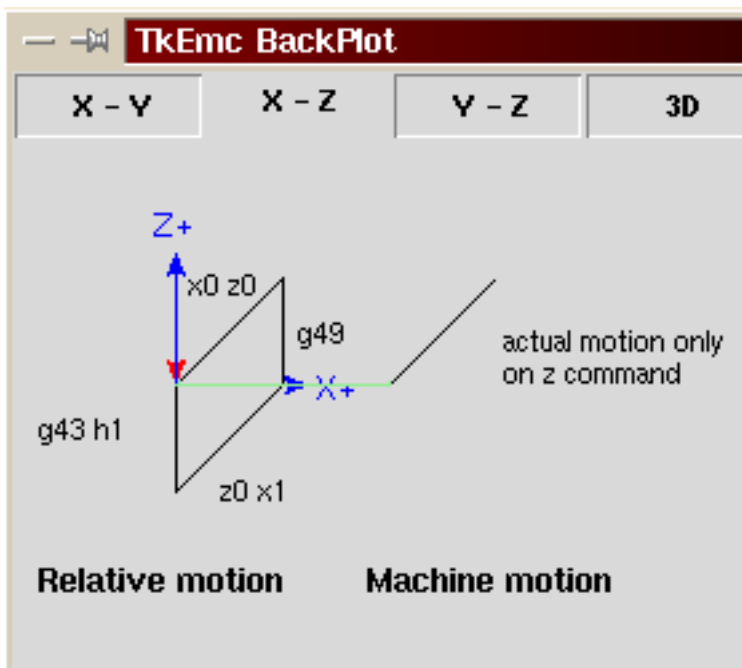 TkEmc BackPlot
X - Y
X - Z
Y - Z
3D
Z+
x0 z0
g49
actual motion only
on z command
X+
g43 h1
z0 x1
Relative motion
Machine motion